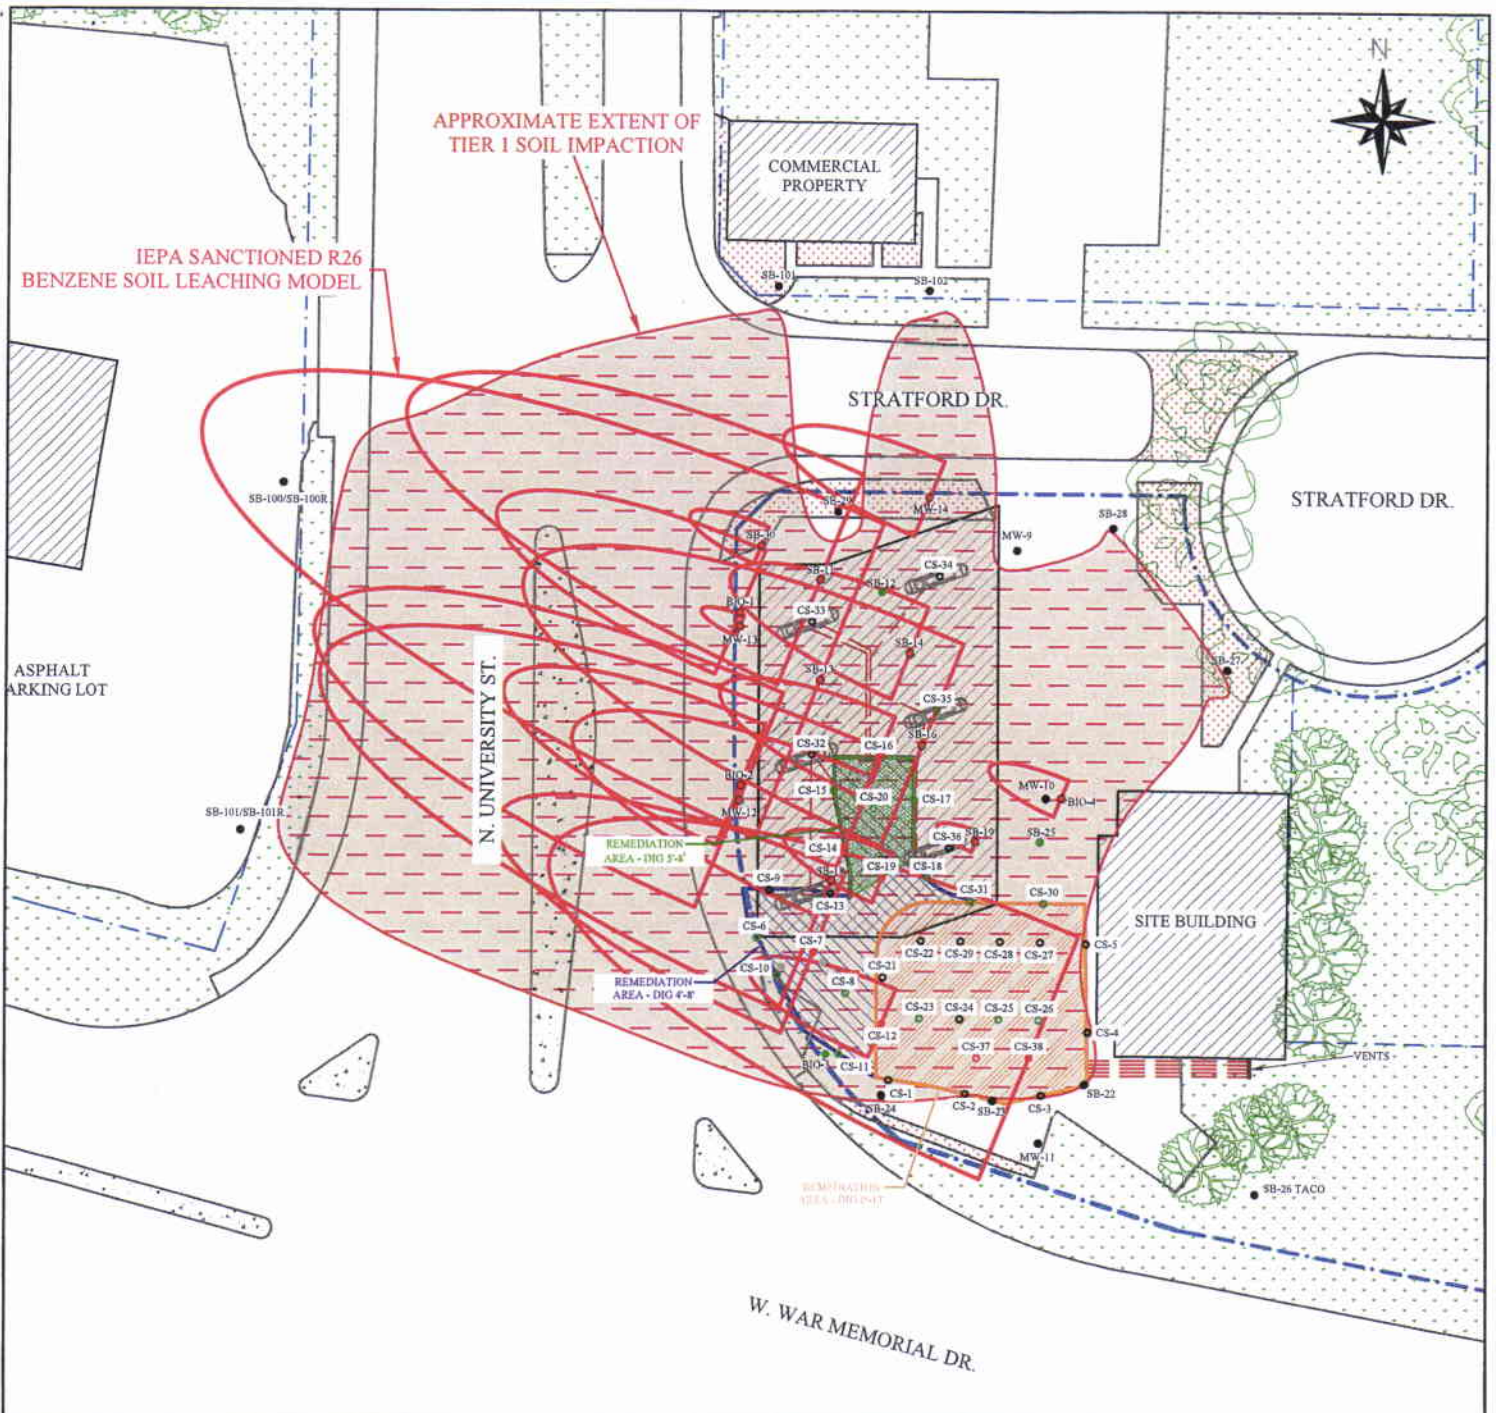 N
APPROXIMATE EXTENT OF
TIER 1 SOIL IMPACTION
COMMERCIAL
PROPERTY
IEPA SANCTIONED R26
BENZENE SOIL LEACHING MODEL
SB-101
SB-102
STRATFORD DR.
STRATFORD DR.
SB-100/SB-100R
SB-29
MW-14
SB-28
SB-30
MW-9
SB-11
SB-12
CS-34
BIO-1
CS-33
MW-13
SB-14
SB-13
SB-27
ASPHALT
ARKING LOT
N. UNIVERSITY ST.
CS-35
CS-32
CS-16
SB-16
BIO-2
CS-15
CS-20
CS-17
MW-10
BIO-4
MW-12
SB-101/SB-101R
REMEDIATION
AREA - DIG 3'-8'
CS-14
CS-36
SB-19
SB-25
CS-19
CS-18
CS-9
CS-13
CS-31
CS-30
SITE BUILDING
CS-6
CS-7
CS-22
CS-29
CS-28
CS-27
CS-5
CS-10
CS-21
REMEDIATION
AREA - DIG 4'-8'
CS-8
CS-23
CS-24
CS-25
CS-26
CS-12
CS-4
CS-37
CS-38
CS-11
VENTS
CS-1
SB-24
CS-2
SB-23
CS-3
SB-22
MW-11
REMEDIATION
SB-26 TACO
W. WAR MEMORIAL DR.